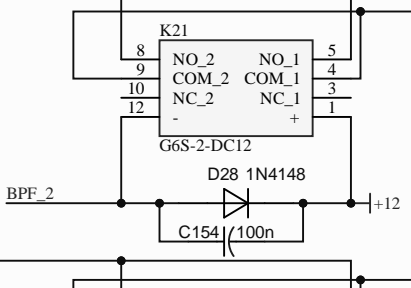 K21
8 NO_2 NO_1 5
9 COM_2 COM_1 4
10 NC_2 NC_1 3
12 - + 1
G6S-2-DC12
D28 1N4148
BPF_2 +12
C154 100n